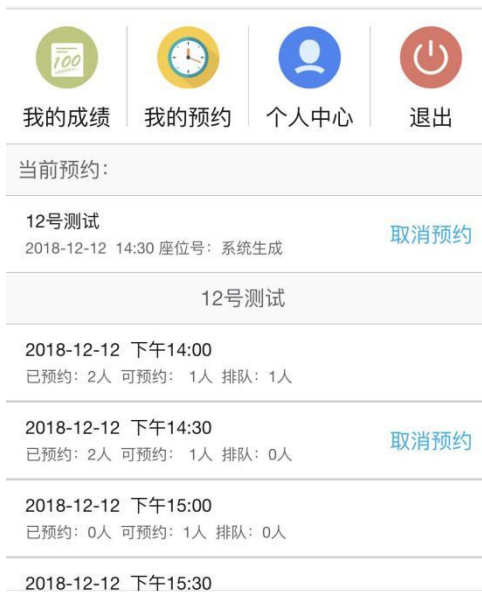 100
我的成绩 我的预约 个人中心 退出
当前预约：
12号测试
取消预约
2018-12-12 14:30 座位号：系统生成
12号测试
2018-12-12 下午14:00
已预约：2人 可预约： 1人 排队：1人
2018-12-12 下午14:30
取消预约
已预约：2人 可预约： 1人 排队：0人
2018-12-12 下午15:00
已预约：0人 可预约：1人 排队：0人
2018-12-12 下午15:30